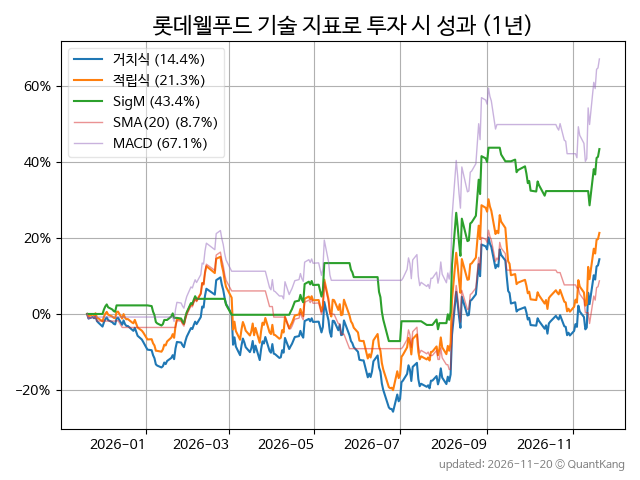 롯데웰푸드 기술 지표로 투자 시 성과 (1년)
거치식 (14.4%)
적립식 (21.3%)
SigM (43.4%)
SMA(20) (8.7%)
MACD (67.1%)
60%
40%
20%
0%
−20%
2026-01 2026-03 2026-05 2026-07 2026-09 2026-11
updated: 2026-11-20 © QuantKang